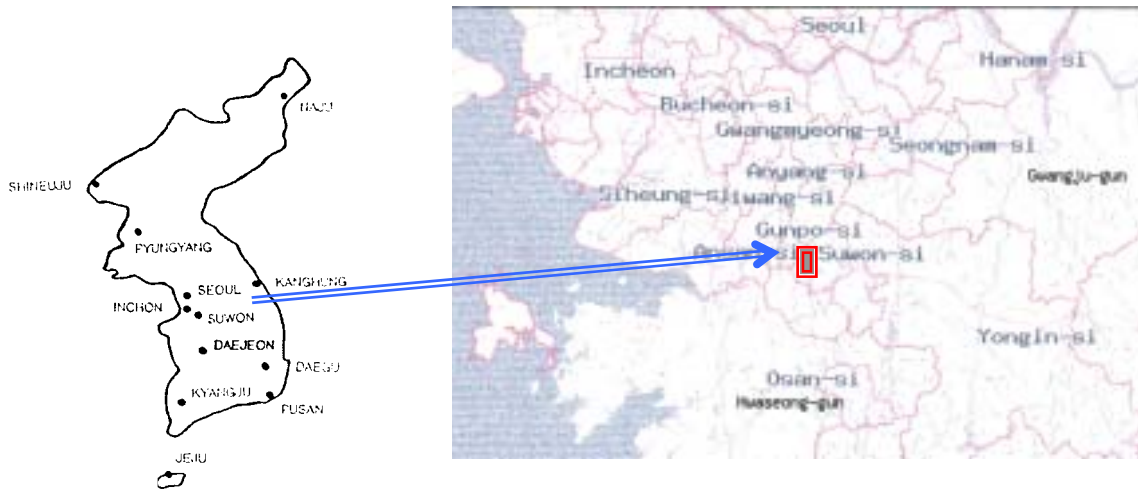 NAJU
SHINEUJU
PYUNGYANG
KANGHUNG
SEOUL
INCHON
SUWON
DAEJEON
DAEGU
KYANGJU
PUSAN
JEJU
Seoul
Hanam-si
Incheon
Bucheon-si
Gwangmyeong-si
Seongnam-si
Anyang-si
Gwangju-gun
Siheung-si
Uiwang-si
Gunpo-si
Suwon-si
Yongin-si
Osan-si
Hwaseong-gun